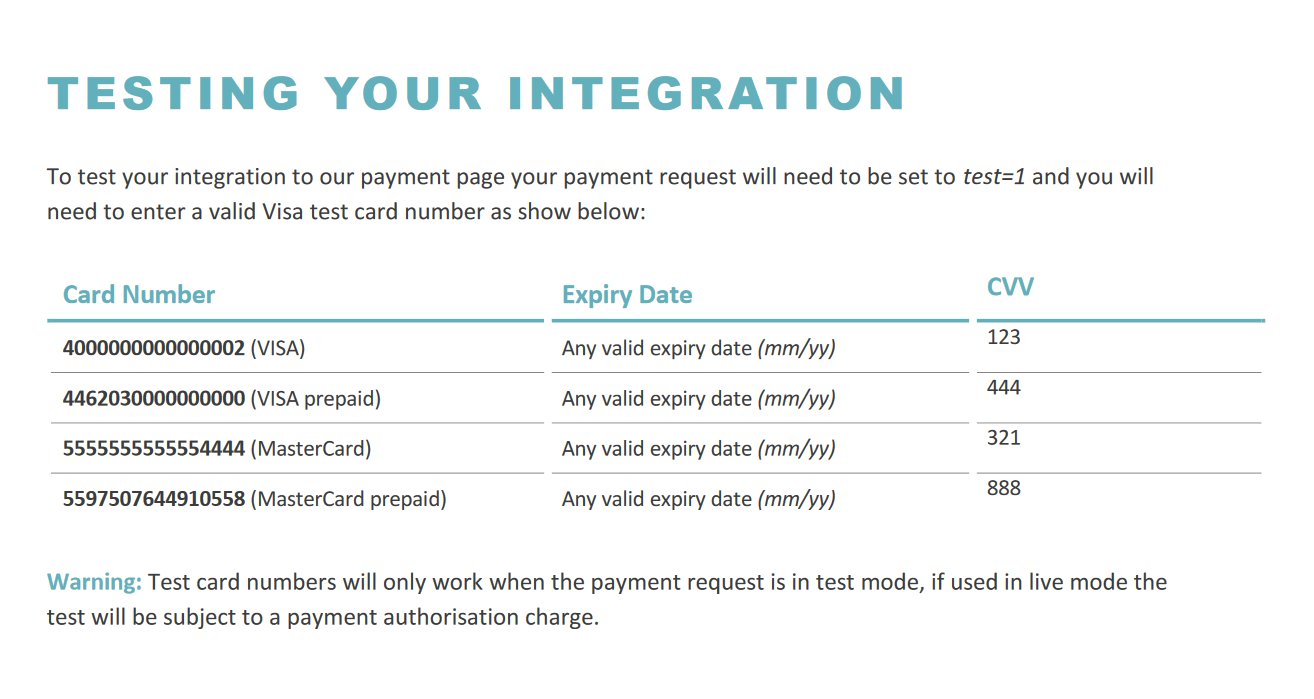 TESTING YOUR INTEGRATION
To test your integration to our payment page your payment request will need to be set to test=1 and you will
need to enter a valid Visa test card number as show below:
Card Number Expiry Date CVV
4000000000000002 (VISA) Any valid expiry date (mm/yy) 123
4462030000000000 (VISA prepaid) Any valid expiry date (mm/yy) 444
5555555555554444 (MasterCard) Any valid expiry date (mm/yy) 321
5597507644910558 (MasterCard prepaid) Any valid expiry date (mm/yy) 888
Warning: Test card numbers will only work when the payment request is in test mode, if used in live mode the
test will be subject to a payment authorisation charge.